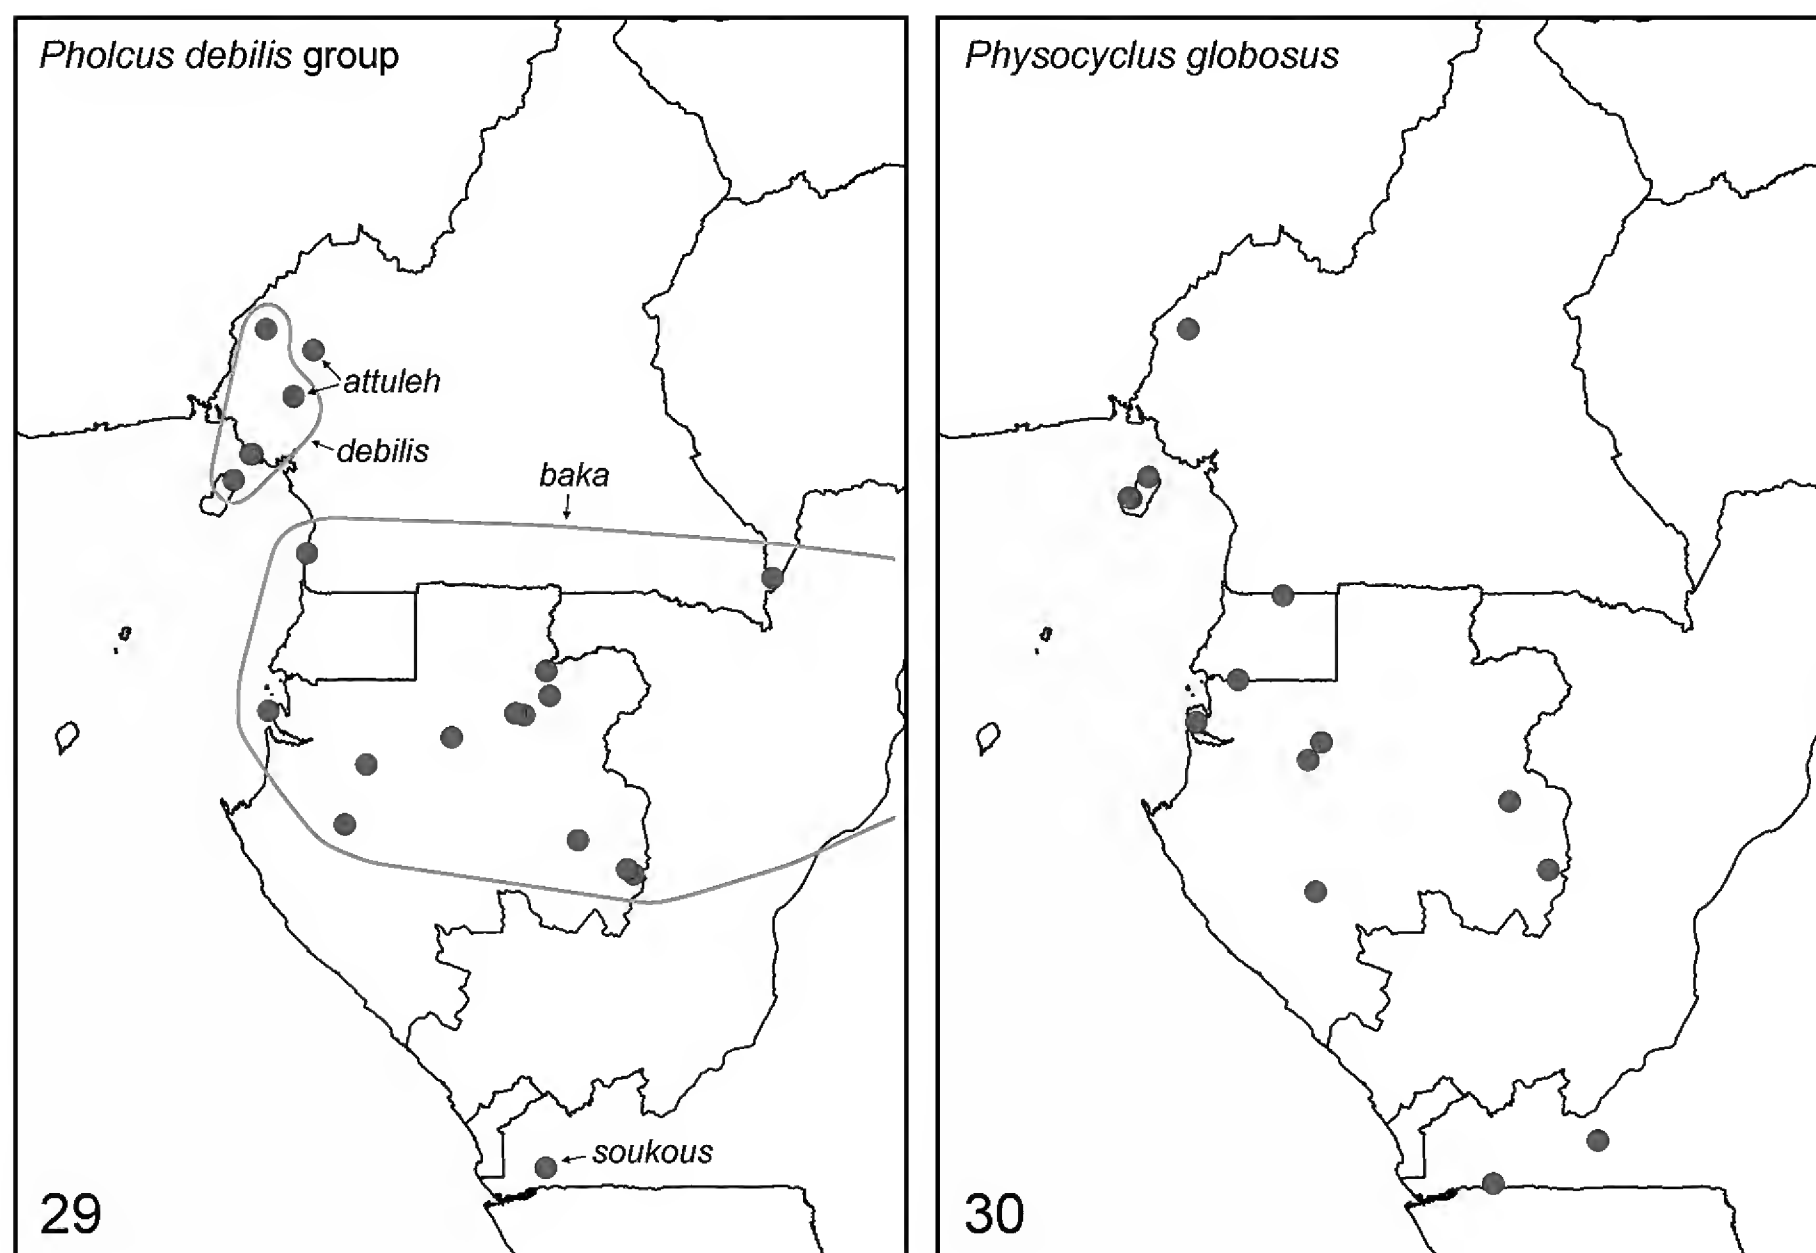 Pholcus debilis group
attuleh
debilis
baka
soukous
29
Physocyclus globosus
30